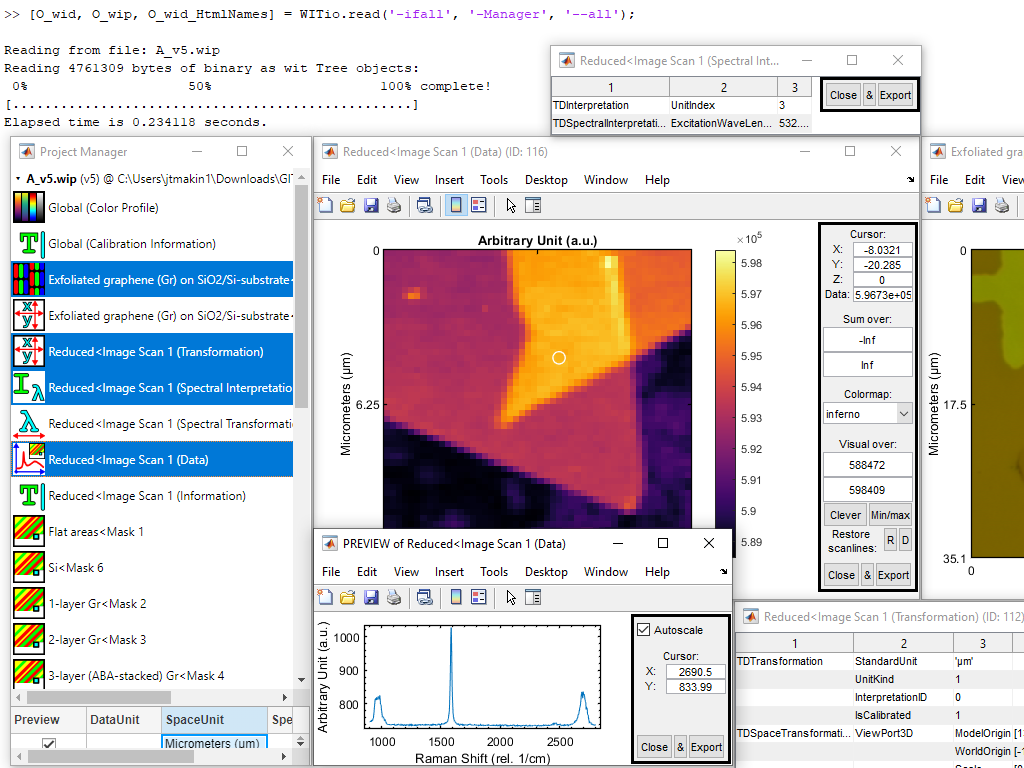 >> [O_wid, O_wip, O_wid_HtmlNames] = WITio.read('-ifall', '-Manager', '--all');
Reading from file: A_v5.wip
Reading 4761309 bytes of binary as wit Tree objects:
0% 50% 100% complete!
[.............................................]
Elapsed time is 0.234118 seconds.
Reduced<Image Scan 1 (Spectral Int...
1 2 3
TDInterpretation UnitIndex 3
TDSpectralInterpretati... ExcitationWaveLen... 532....
Close & Export
Project Manager
A_v5.wip (v5) @ C:\Users\jtmakin1\Downloads\GI
Global (Color Profile)
Global (Calibration Information)
Exfoliated graphene (Gr) on SiO2/Si-substrate<
Exfoliated graphene (Gr) on SiO2/Si-substrate<
Reduced<Image Scan 1 (Transformation)
Reduced<Image Scan 1 (Spectral Interpretatio
Reduced<Image Scan 1 (Spectral Transformati
Reduced<Image Scan 1 (Data)
Reduced<Image Scan 1 (Information)
Flat areas<Mask 1
Si<Mask 6
1-layer Gr<Mask 2
2-layer Gr<Mask 3
3-layer (ABA-stacked) Gr<Mask 4
Preview DataUnit SpaceUnit Spe
Micrometers (µm)
Reduced<Image Scan 1 (Data) (ID: 116)
File Edit View Insert Tools Desktop Window Help
Arbitrary Unit (a.u.)
0
6.25
Micrometers (µm)
×10⁵
5.98
5.97
5.96
5.95
5.94
5.93
5.92
5.91
5.9
5.89
Cursor:
X: -8.0321
Y: -20.285
Z: 0
Data: 5.9673e+05
Sum over:
-Inf
Inf
Colormap:
inferno
Visual over:
588472
598409
Clever Min/max
Restore scanlines: R D
Close & Export
Exfoliated gra
File Edit View
0
17.5
35.1
0
Micrometers (µm)
PREVIEW of Reduced<Image Scan 1 (Data)
File Edit View Insert Tools Desktop Window Help
Arbitrary Unit (a.u.)
1000
900
800
1000 1500 2000 2500
Raman Shift (rel. 1/cm)
Autoscale
Cursor:
X: 2690.5
Y: 833.99
Close & Export
Reduced<Image Scan 1 (Transformation) (ID: 112)
1 2 3
TDTransformation StandardUnit 'µm'
UnitKind 1
InterpretationID 0
IsCalibrated 1
TDSpaceTransformati... ViewPort3D ModelOrigin [13
WorldOrigin [-1